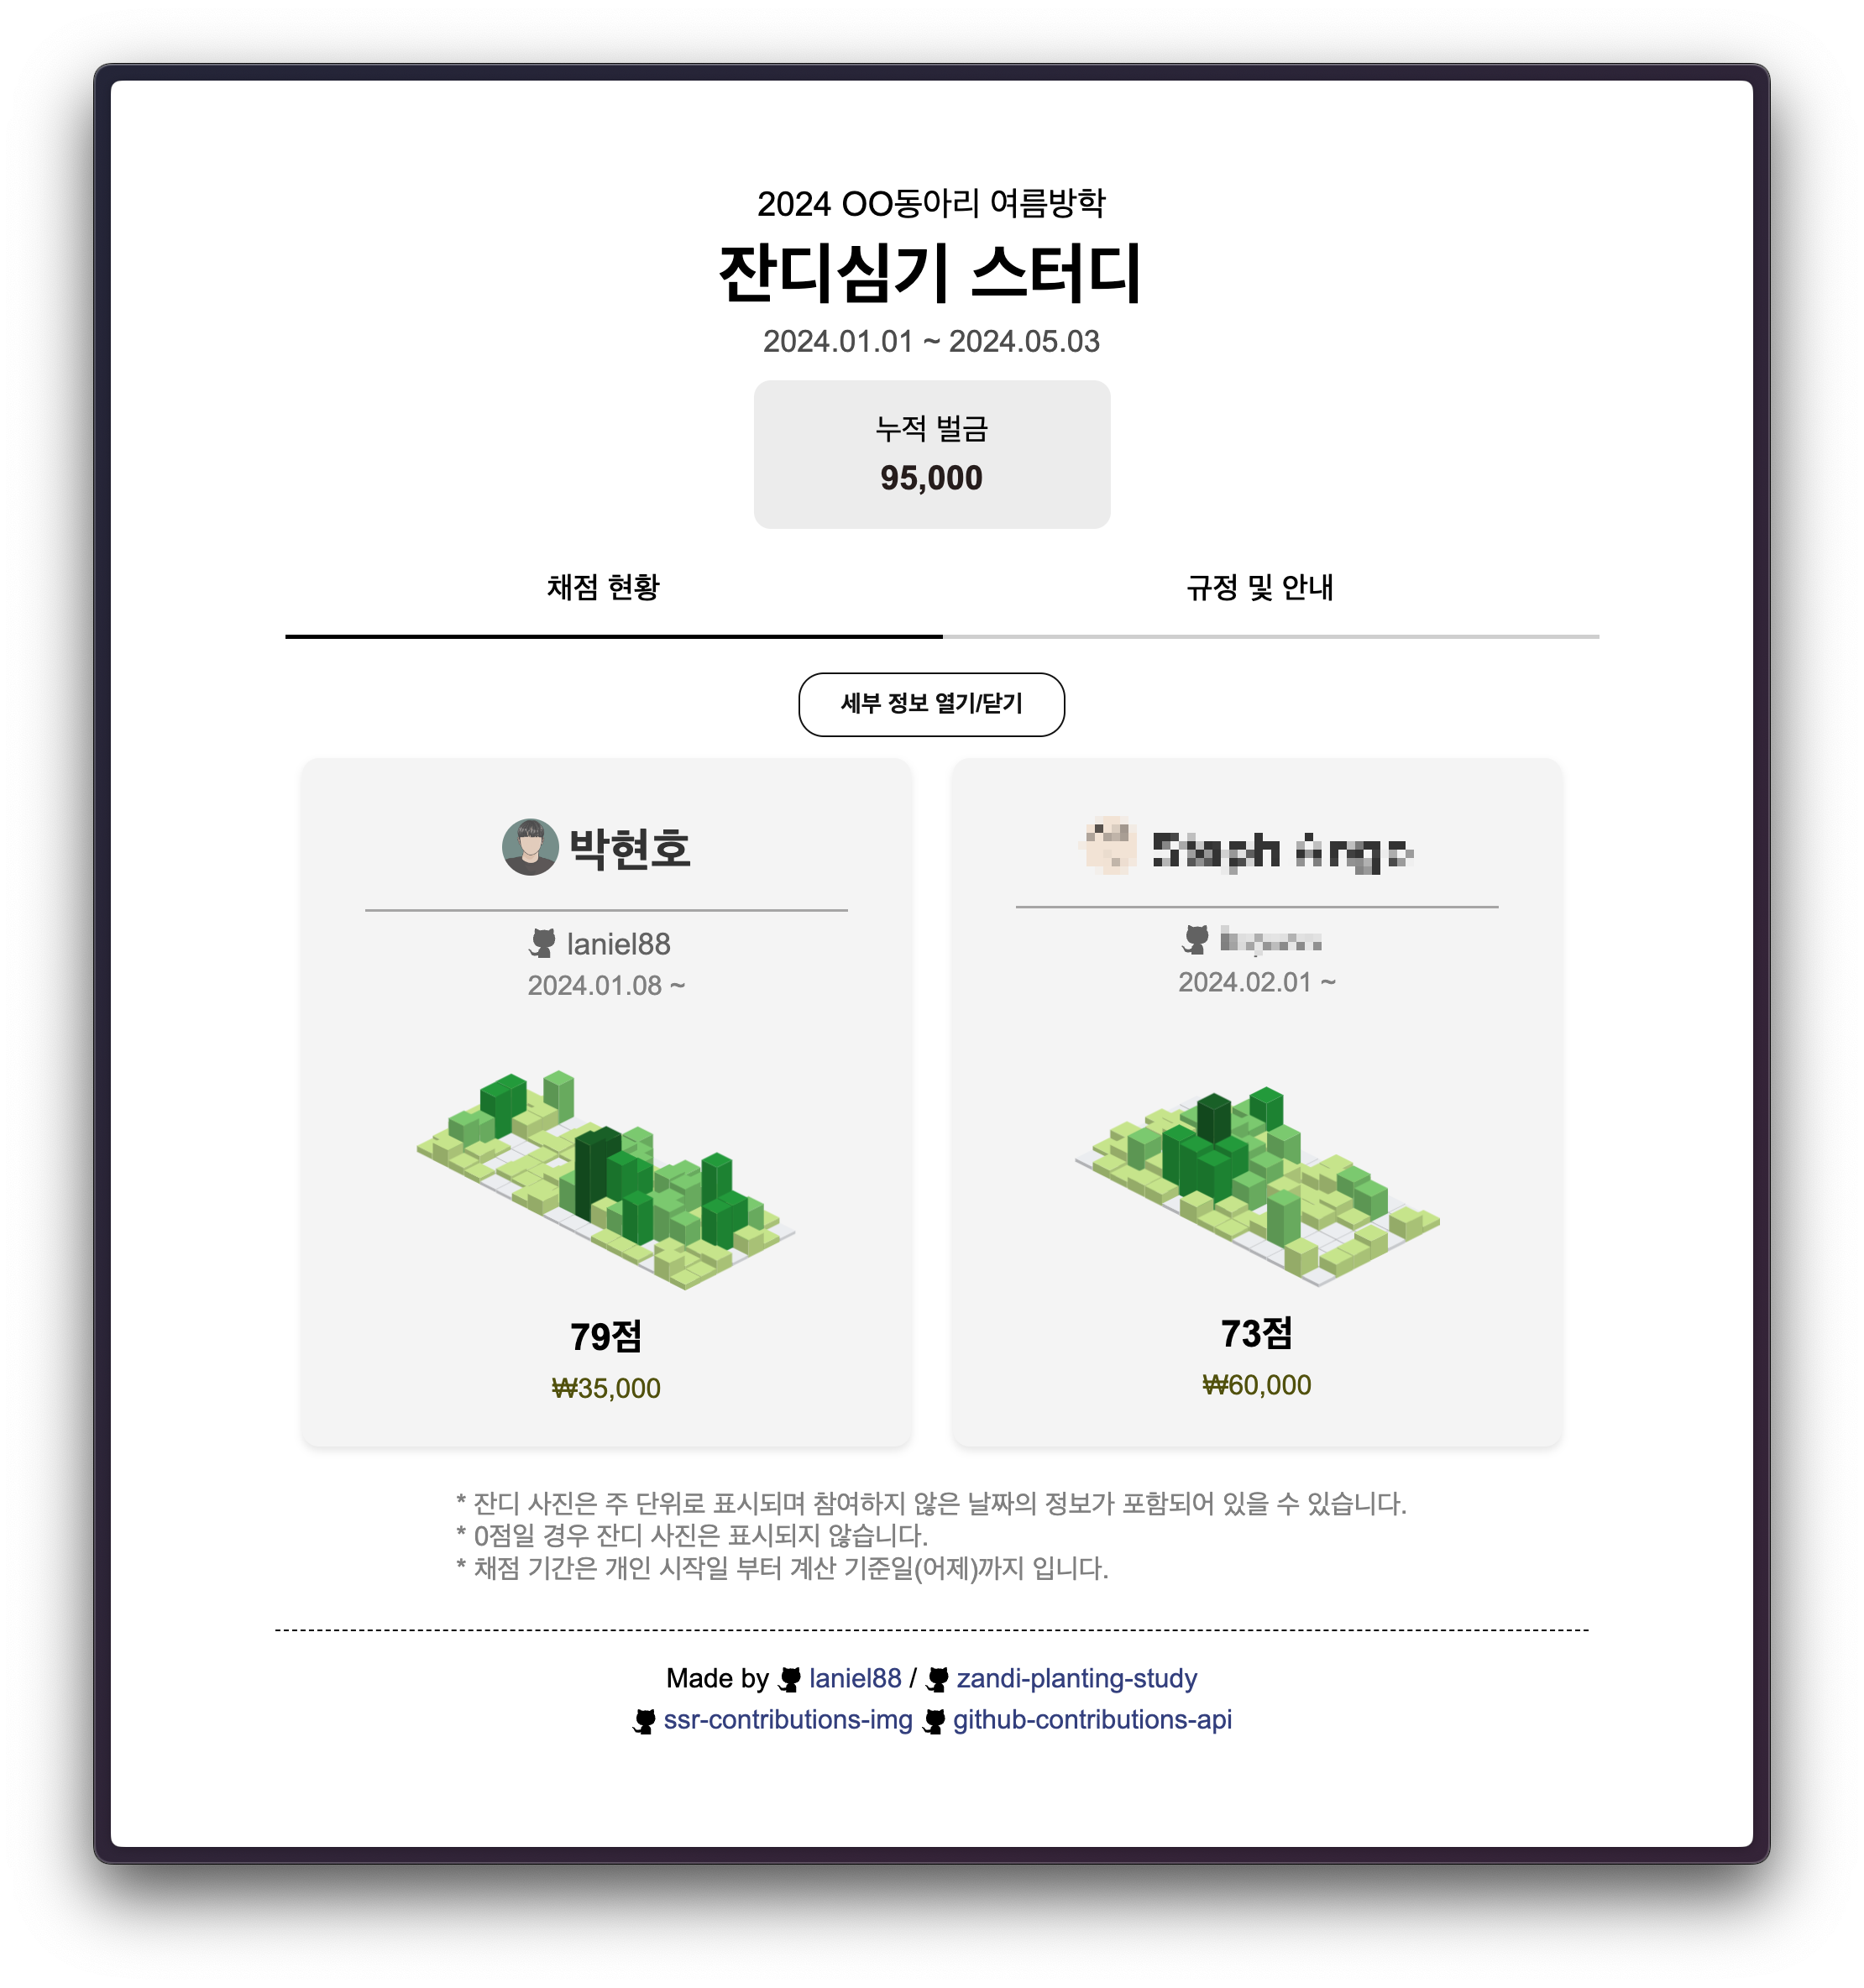 2024 OO동아리 여름방학
잔디심기 스터디
2024.01.01 ~ 2024.05.03
누적 벌금
95,000
채점 현황
규정 및 안내
세부 정보 열기/닫기
박현호
laniel88
2024.01.08 ~
79점
₩35,000
2024.02.01 ~
73점
₩60,000
* 잔디 사진은 주 단위로 표시되며 참여하지 않은 날짜의 정보가 포함되어 있을 수 있습니다.
* 0점일 경우 잔디 사진은 표시되지 않습니다.
* 채점 기간은 개인 시작일 부터 계산 기준일(어제)까지 입니다.
Made by laniel88 / zandi-planting-study
ssr-contributions-img github-contributions-api